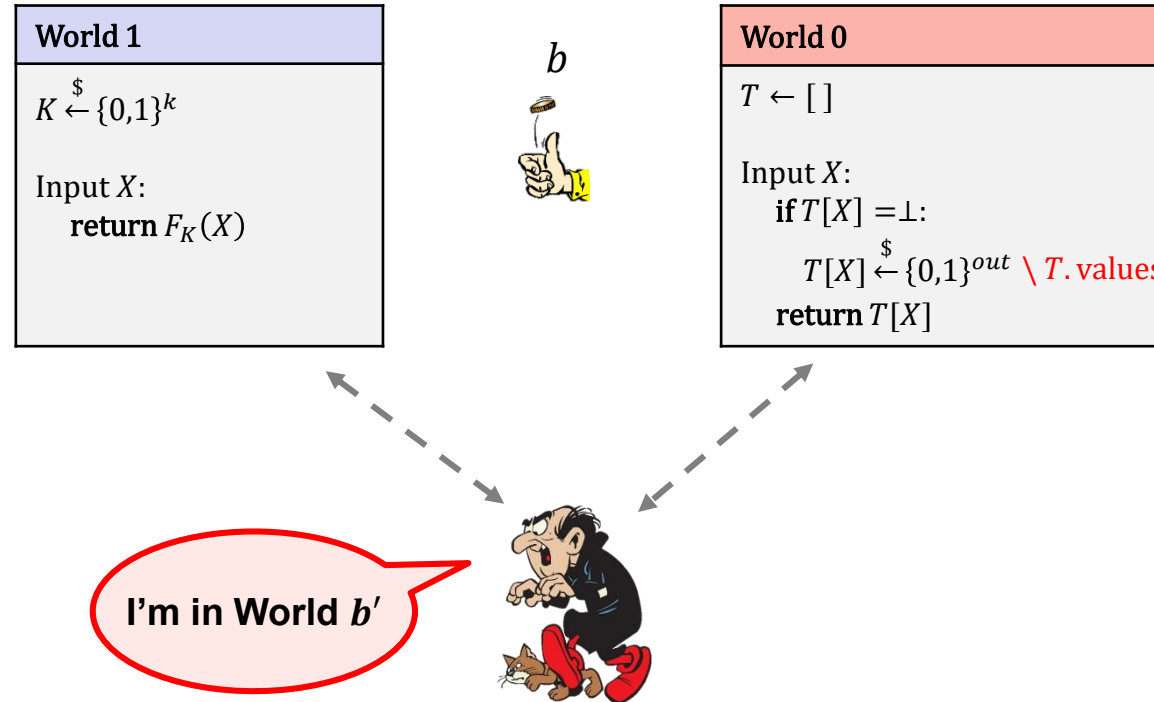 World 1
K ←$ {0,1}^k
Input X:
return F_K(X)
b
World 0
T ← [ ]
Input X:
if T[X] =⊥:
T[X] ←$ {0,1}^out \ T. values
return T[X]
I'm in World b′